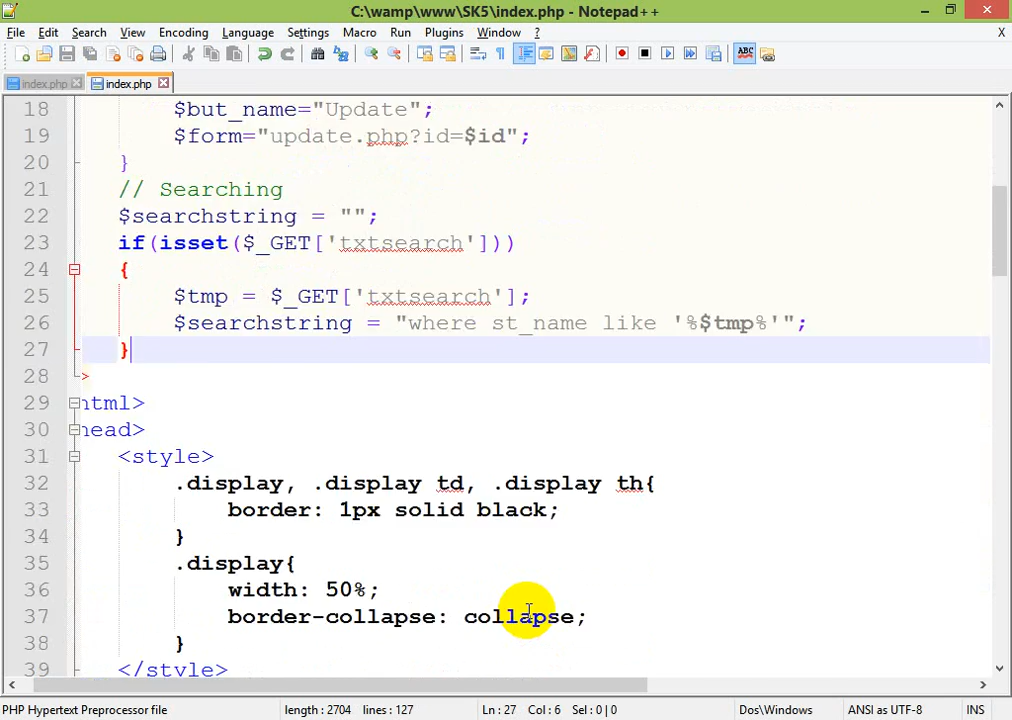 C:\wamp\www\SK5\index.php - Notepad++
File Edit Search View Encoding Language Settings Macro Run Plugins Window ? X
ABC
index.php index.php
18 $but_name="Update";
19 $form="update.php?id=$id";
20 }
21 // Searching
22 $searchstring = "";
23 if(isset($_GET['txtsearch']))
24 {
25 $tmp = $_GET['txtsearch'];
26 $searchstring = "where st_name like '%$tmp%'";
27 }
28 >
29 html>
30 head>
31 <style>
32 .display, .display td, .display th{
33 border: 1px solid black;
34 }
35 .display{
36 width: 50%;
37 border-collapse: collapse;
38 }
39 </style>
PHP Hypertext Preprocessor file length : 2704 lines : 127 Ln : 27 Col : 6 Sel : 0 | 0 Dos\Windows ANSI as UTF-8 INS